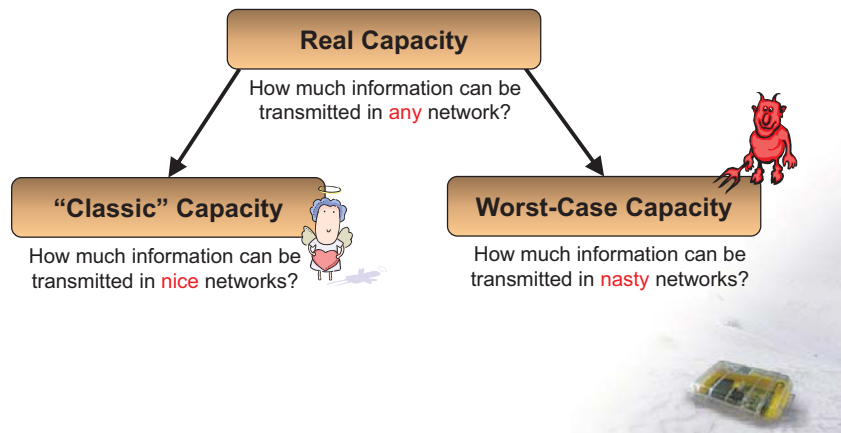 Real Capacity
How much information can be
transmitted in any network?
“Classic” Capacity
How much information can be
transmitted in nice networks?
Worst-Case Capacity
How much information can be
transmitted in nasty networks?